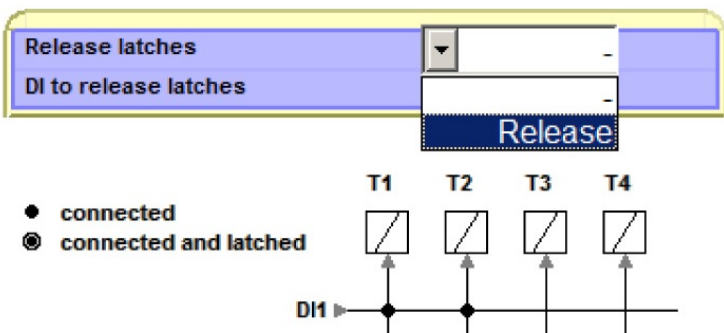 Release latches -
DI to release latches
-
Release
T1 T2 T3 T4
connected
connected and latched
DI1